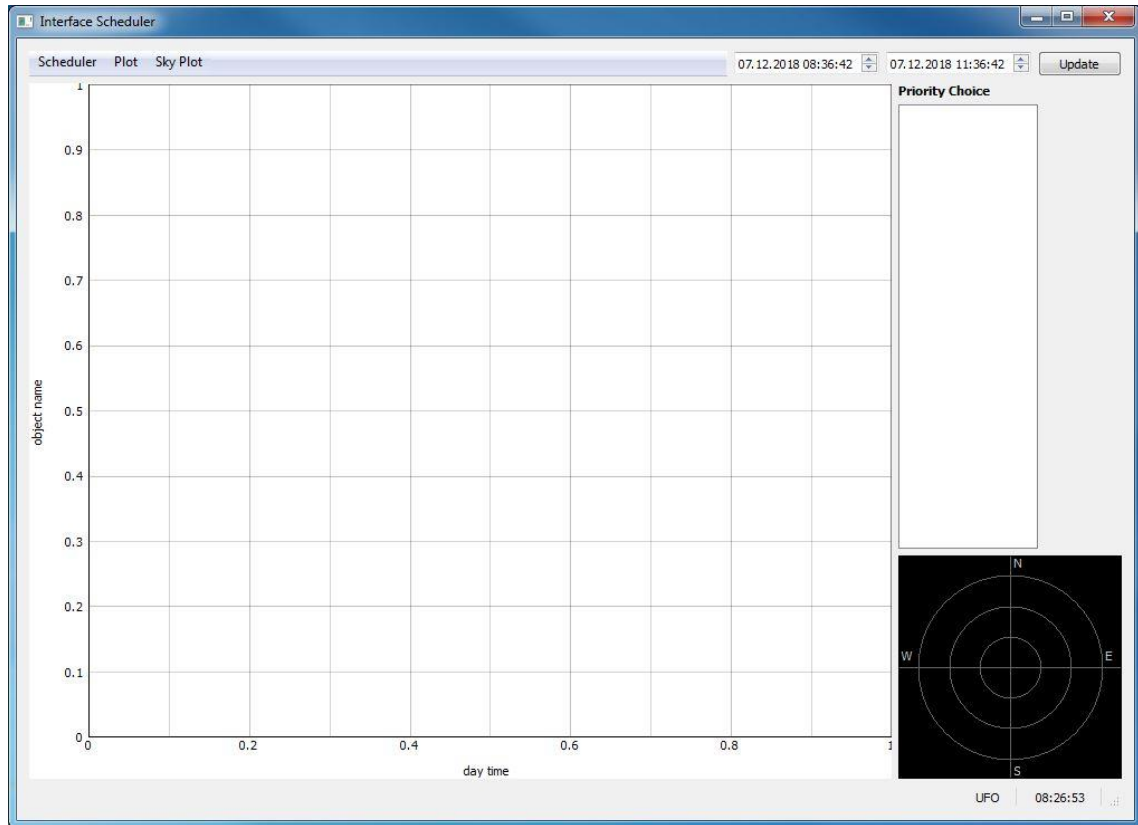 Interface Scheduler
Scheduler Plot Sky Plot 07.12.2018 08:36:42 07.12.2018 11:36:42 Update
Priority Choice
1
0.9
0.8
0.7
0.6
0.5
0.4
0.3
0.2
0.1
0
object name
0 0.2 0.4 0.6 0.8 1
day time
N
W E
S
UFO 08:26:53